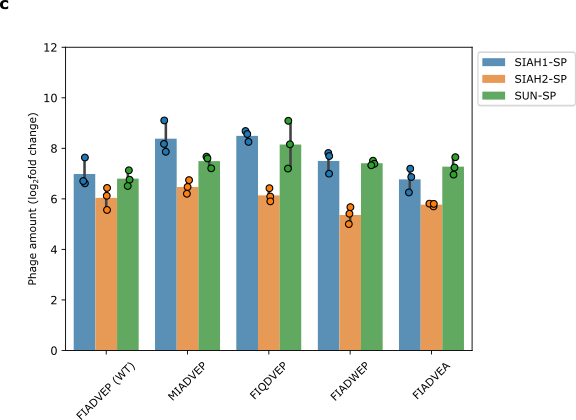 c
Phage amount (log₂fold change)
12
10
8
6
4
2
0
FIADVEP (WT)
MIADVEP
FIQDVEP
FIADWEP
FIADVEA
SIAH1-SP
SIAH2-SP
SUN-SP